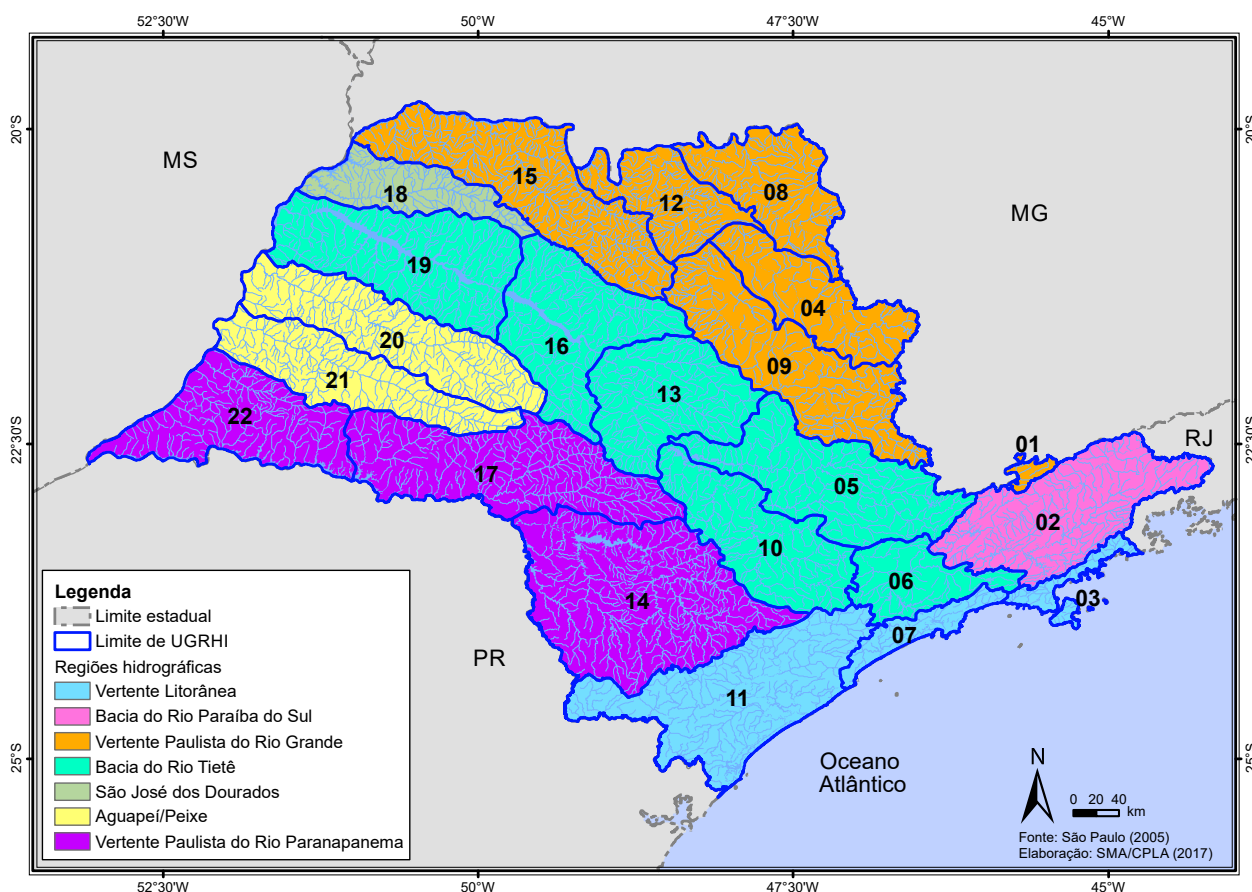 52°30'W 50°W 47°30'W 45°W
20°S 20°S
MS
15
18
12
08
MG
19
04
20
16
09
21
13
22
22°30'S 22°30'S
01
RJ
17
05
02
10
06
03
14
07
PR
11
Legenda
Limite estadual
Limite de UGRHI
Regiões hidrográficas
Vertente Litorânea
Bacia do Rio Paraíba do Sul
Vertente Paulista do Rio Grande
Bacia do Rio Tietê
São José dos Dourados
Aguapeí/Peixe
Vertente Paulista do Rio Paranapanema
25°S 25°S
Oceano
Atlântico
N
0 20 40
km
Fonte: São Paulo (2005)
Elaboração: SMA/CPLA (2017)
52°30'W 50°W 47°30'W 45°W